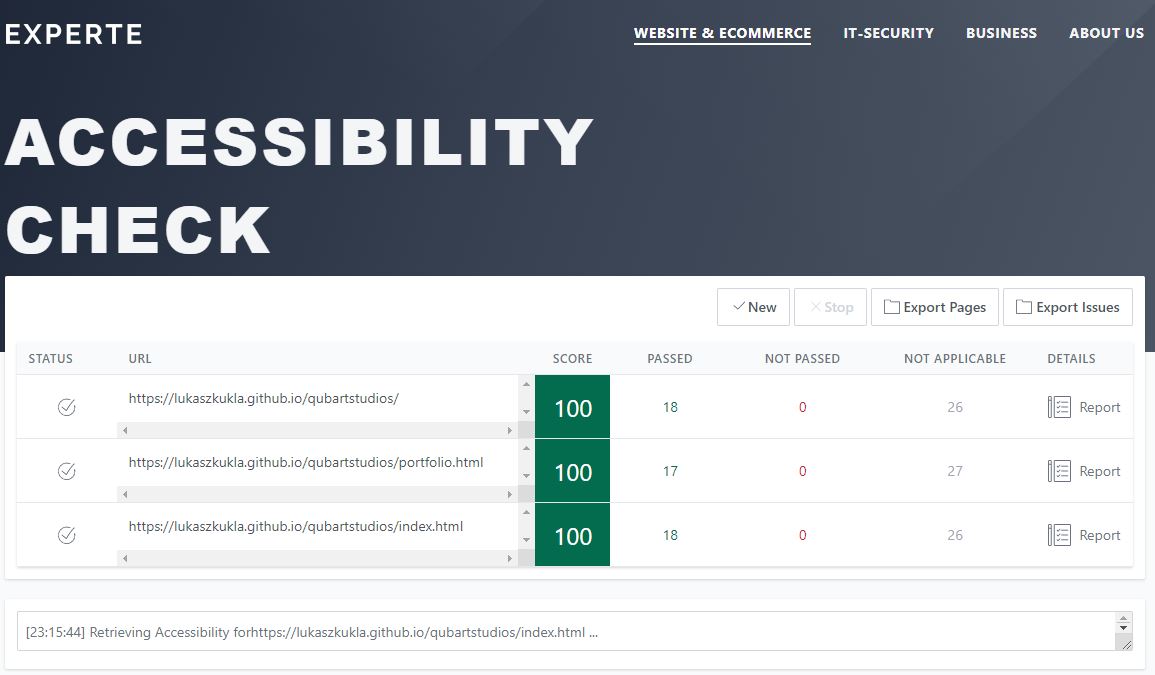 EXPERTE
WEBSITE & ECOMMERCE IT-SECURITY BUSINESS ABOUT US
ACCESSIBILITY
CHECK
New Stop Export Pages Export Issues
STATUS URL SCORE PASSED NOT PASSED NOT APPLICABLE DETAILS
https://lukaszkukla.github.io/qubartstudios/ 100 18 0 26 Report
https://lukaszkukla.github.io/qubartstudios/portfolio.html 100 17 0 27 Report
https://lukaszkukla.github.io/qubartstudios/index.html 100 18 0 26 Report
[23:15:44] Retrieving Accessibility forhttps://lukaszkukla.github.io/qubartstudios/index.html ...